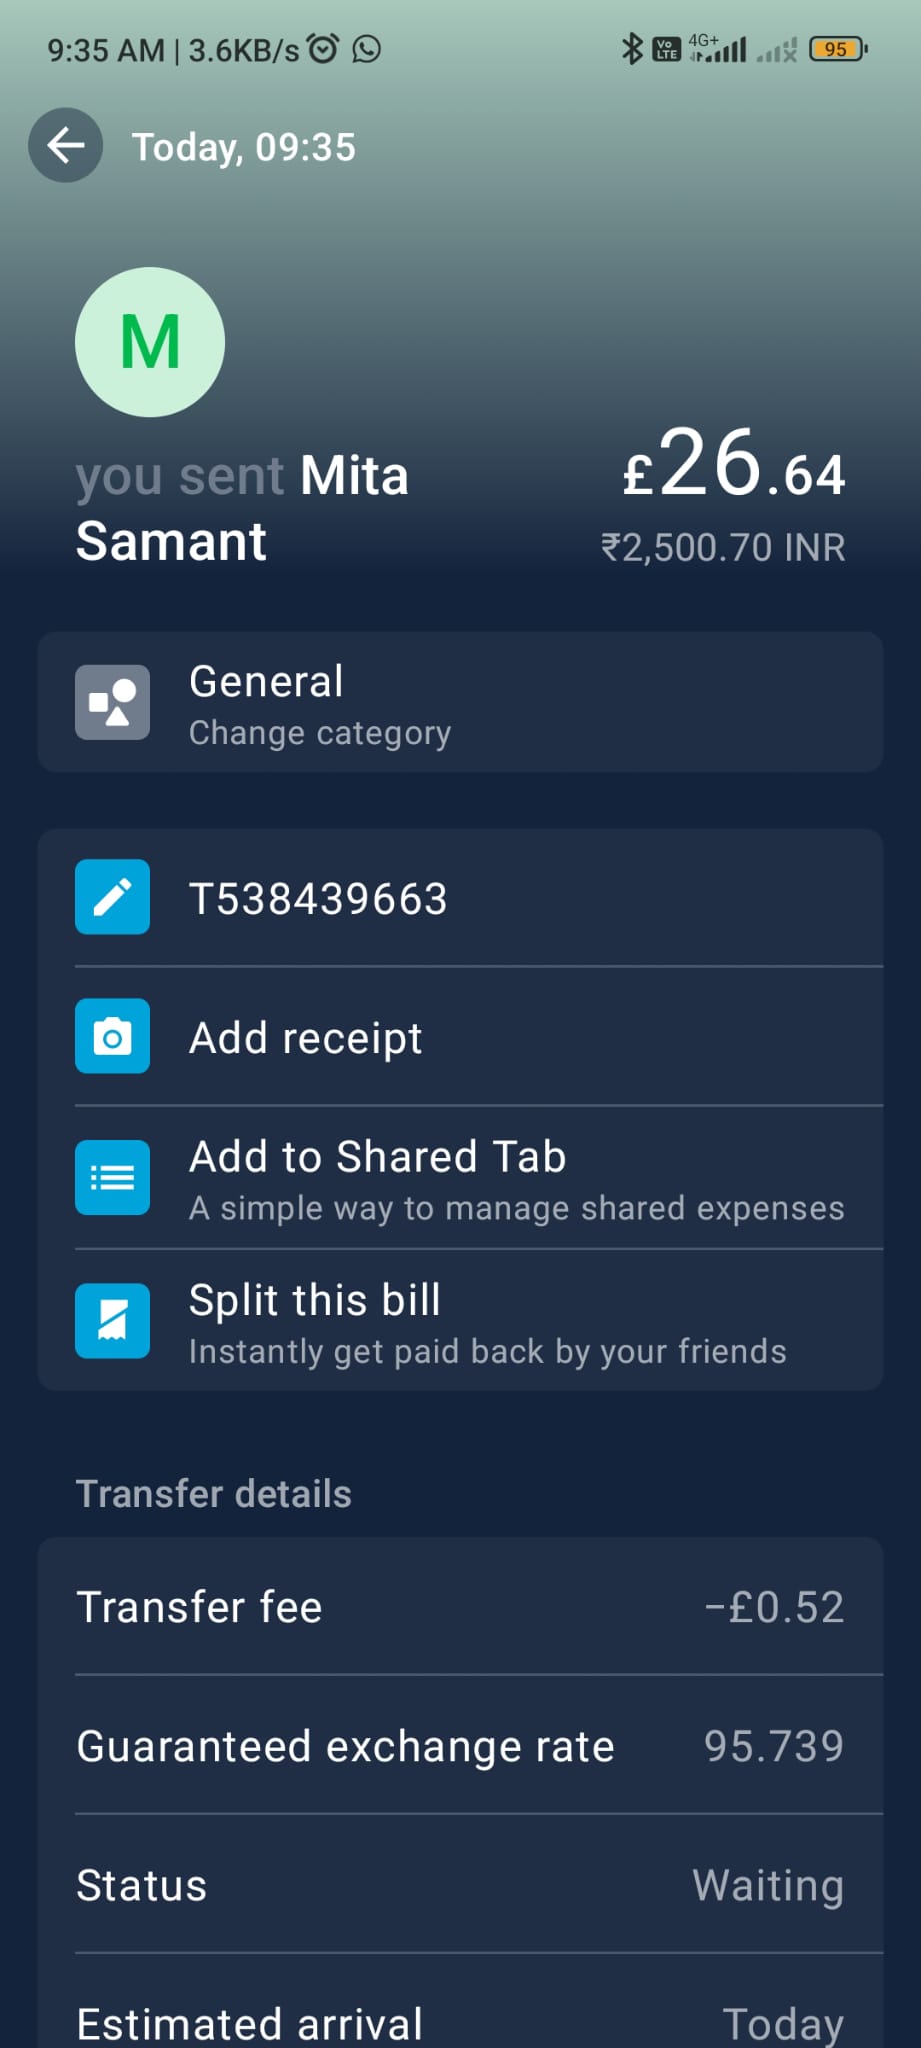 9:35 AM | 3.6KB/s
Vo LTE 4G+ 95
Today, 09:35
M
you sent Mita
Samant
£26.64
₹2,500.70 INR
General
Change category
T538439663
Add receipt
Add to Shared Tab
A simple way to manage shared expenses
Split this bill
Instantly get paid back by your friends
Transfer details
Transfer fee -£0.52
Guaranteed exchange rate 95.739
Status Waiting
Estimated arrival Today